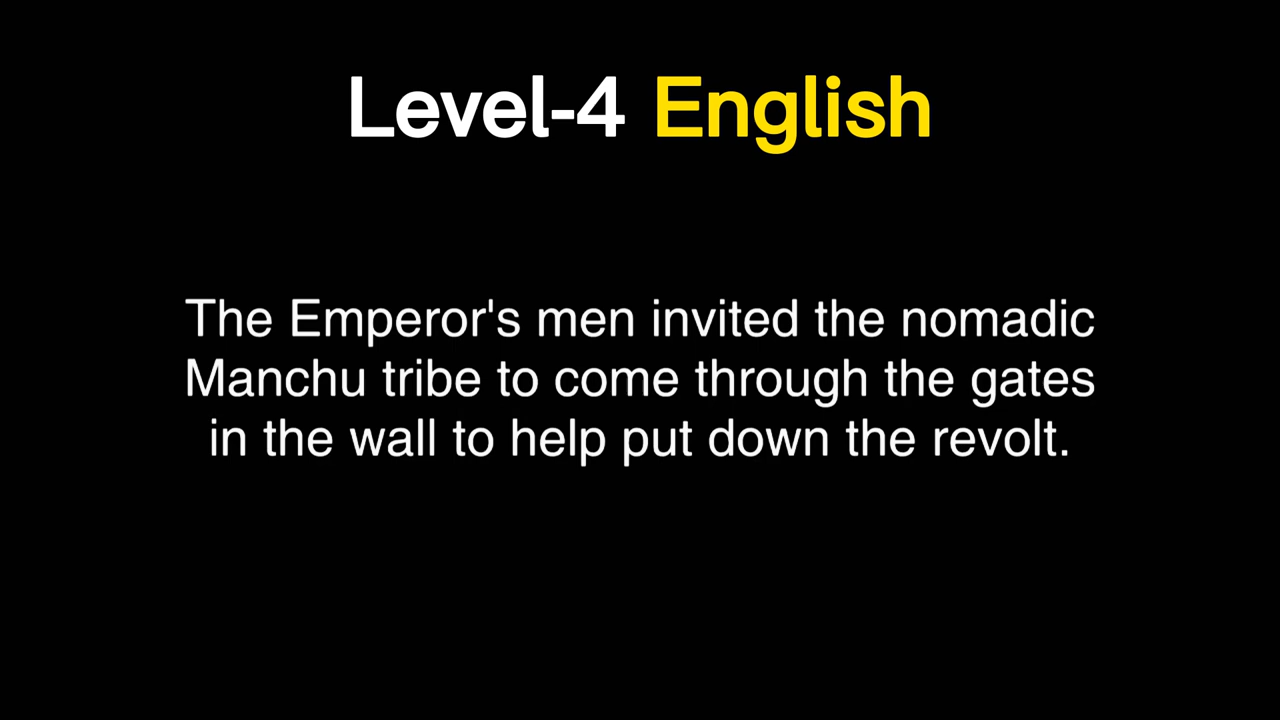 Level-4 English
The Emperor's men invited the nomadic
Manchu tribe to come through the gates
in the wall to help put down the revolt.